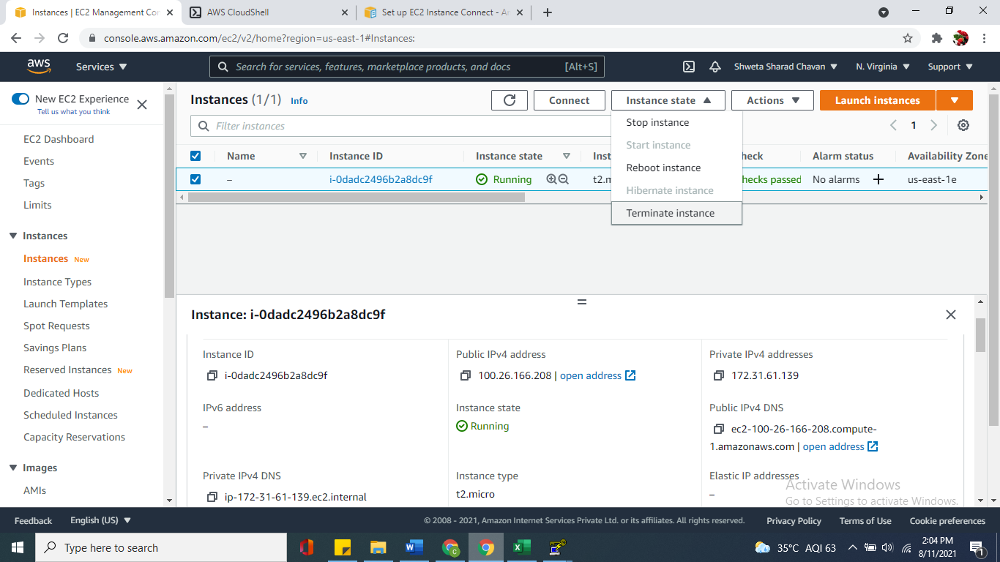 Instances | EC2 Management Con
AWS CloudShell
Set up EC2 Instance Connect - Am
console.aws.amazon.com/ec2/v2/home?region=us-east-1#Instances:
aws
Services
Search for services, features, marketplace products, and docs [Alt+S]
Shweta Sharad Chavan
N. Virginia
Support
New EC2 Experience
Tell us what you think
EC2 Dashboard
Events
Tags
Limits
Instances
Instances New
Instance Types
Launch Templates
Spot Requests
Savings Plans
Reserved Instances New
Dedicated Hosts
Scheduled Instances
Capacity Reservations
Images
AMIs
Instances (1/1) Info
Connect
Instance state
Actions
Launch instances
Filter instances
1
Stop instance
Start instance
Reboot instance
Hibernate instance
Terminate instance
Name Instance ID Instance state Inst heck Alarm status Availability Zone
– i-0dadc2496b2a8dc9f Running t2.m hecks passed No alarms + us-east-1e
Instance: i-0dadc2496b2a8dc9f
Instance ID
i-0dadc2496b2a8dc9f
Public IPv4 address
100.26.166.208 | open address
Private IPv4 addresses
172.31.61.139
IPv6 address
–
Instance state
Running
Public IPv4 DNS
ec2-100-26-166-208.compute-
1.amazonaws.com | open address
Private IPv4 DNS
ip-172-31-61-139.ec2.internal
Instance type
t2.micro
Elastic IP addresses
–
Activate Windows
Go to Settings to activate Windows.
Feedback
English (US)
© 2008 - 2021, Amazon Internet Services Private Ltd. or its affiliates. All rights reserved.
Privacy Policy
Terms of Use
Cookie preferences
Type here to search
35°C AQI 63
2:04 PM
8/11/2021
1